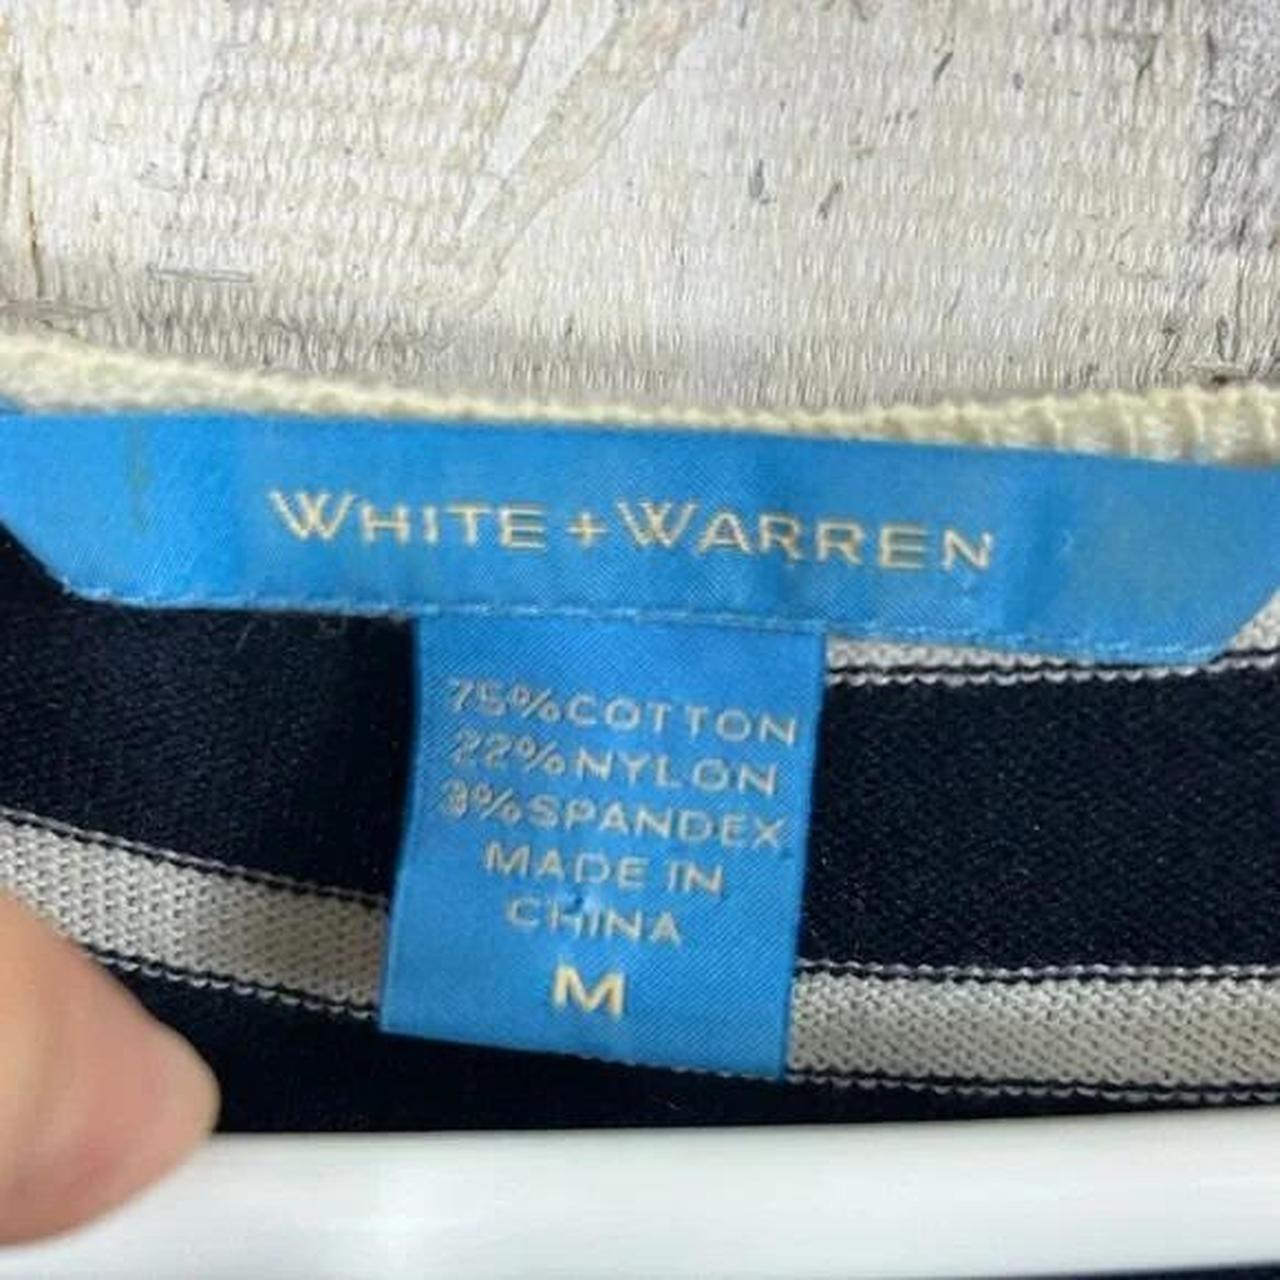 WHITE + WARREN
75%COTTON
22%NYLON
3%SPANDEX
MADE IN
CHINA
M